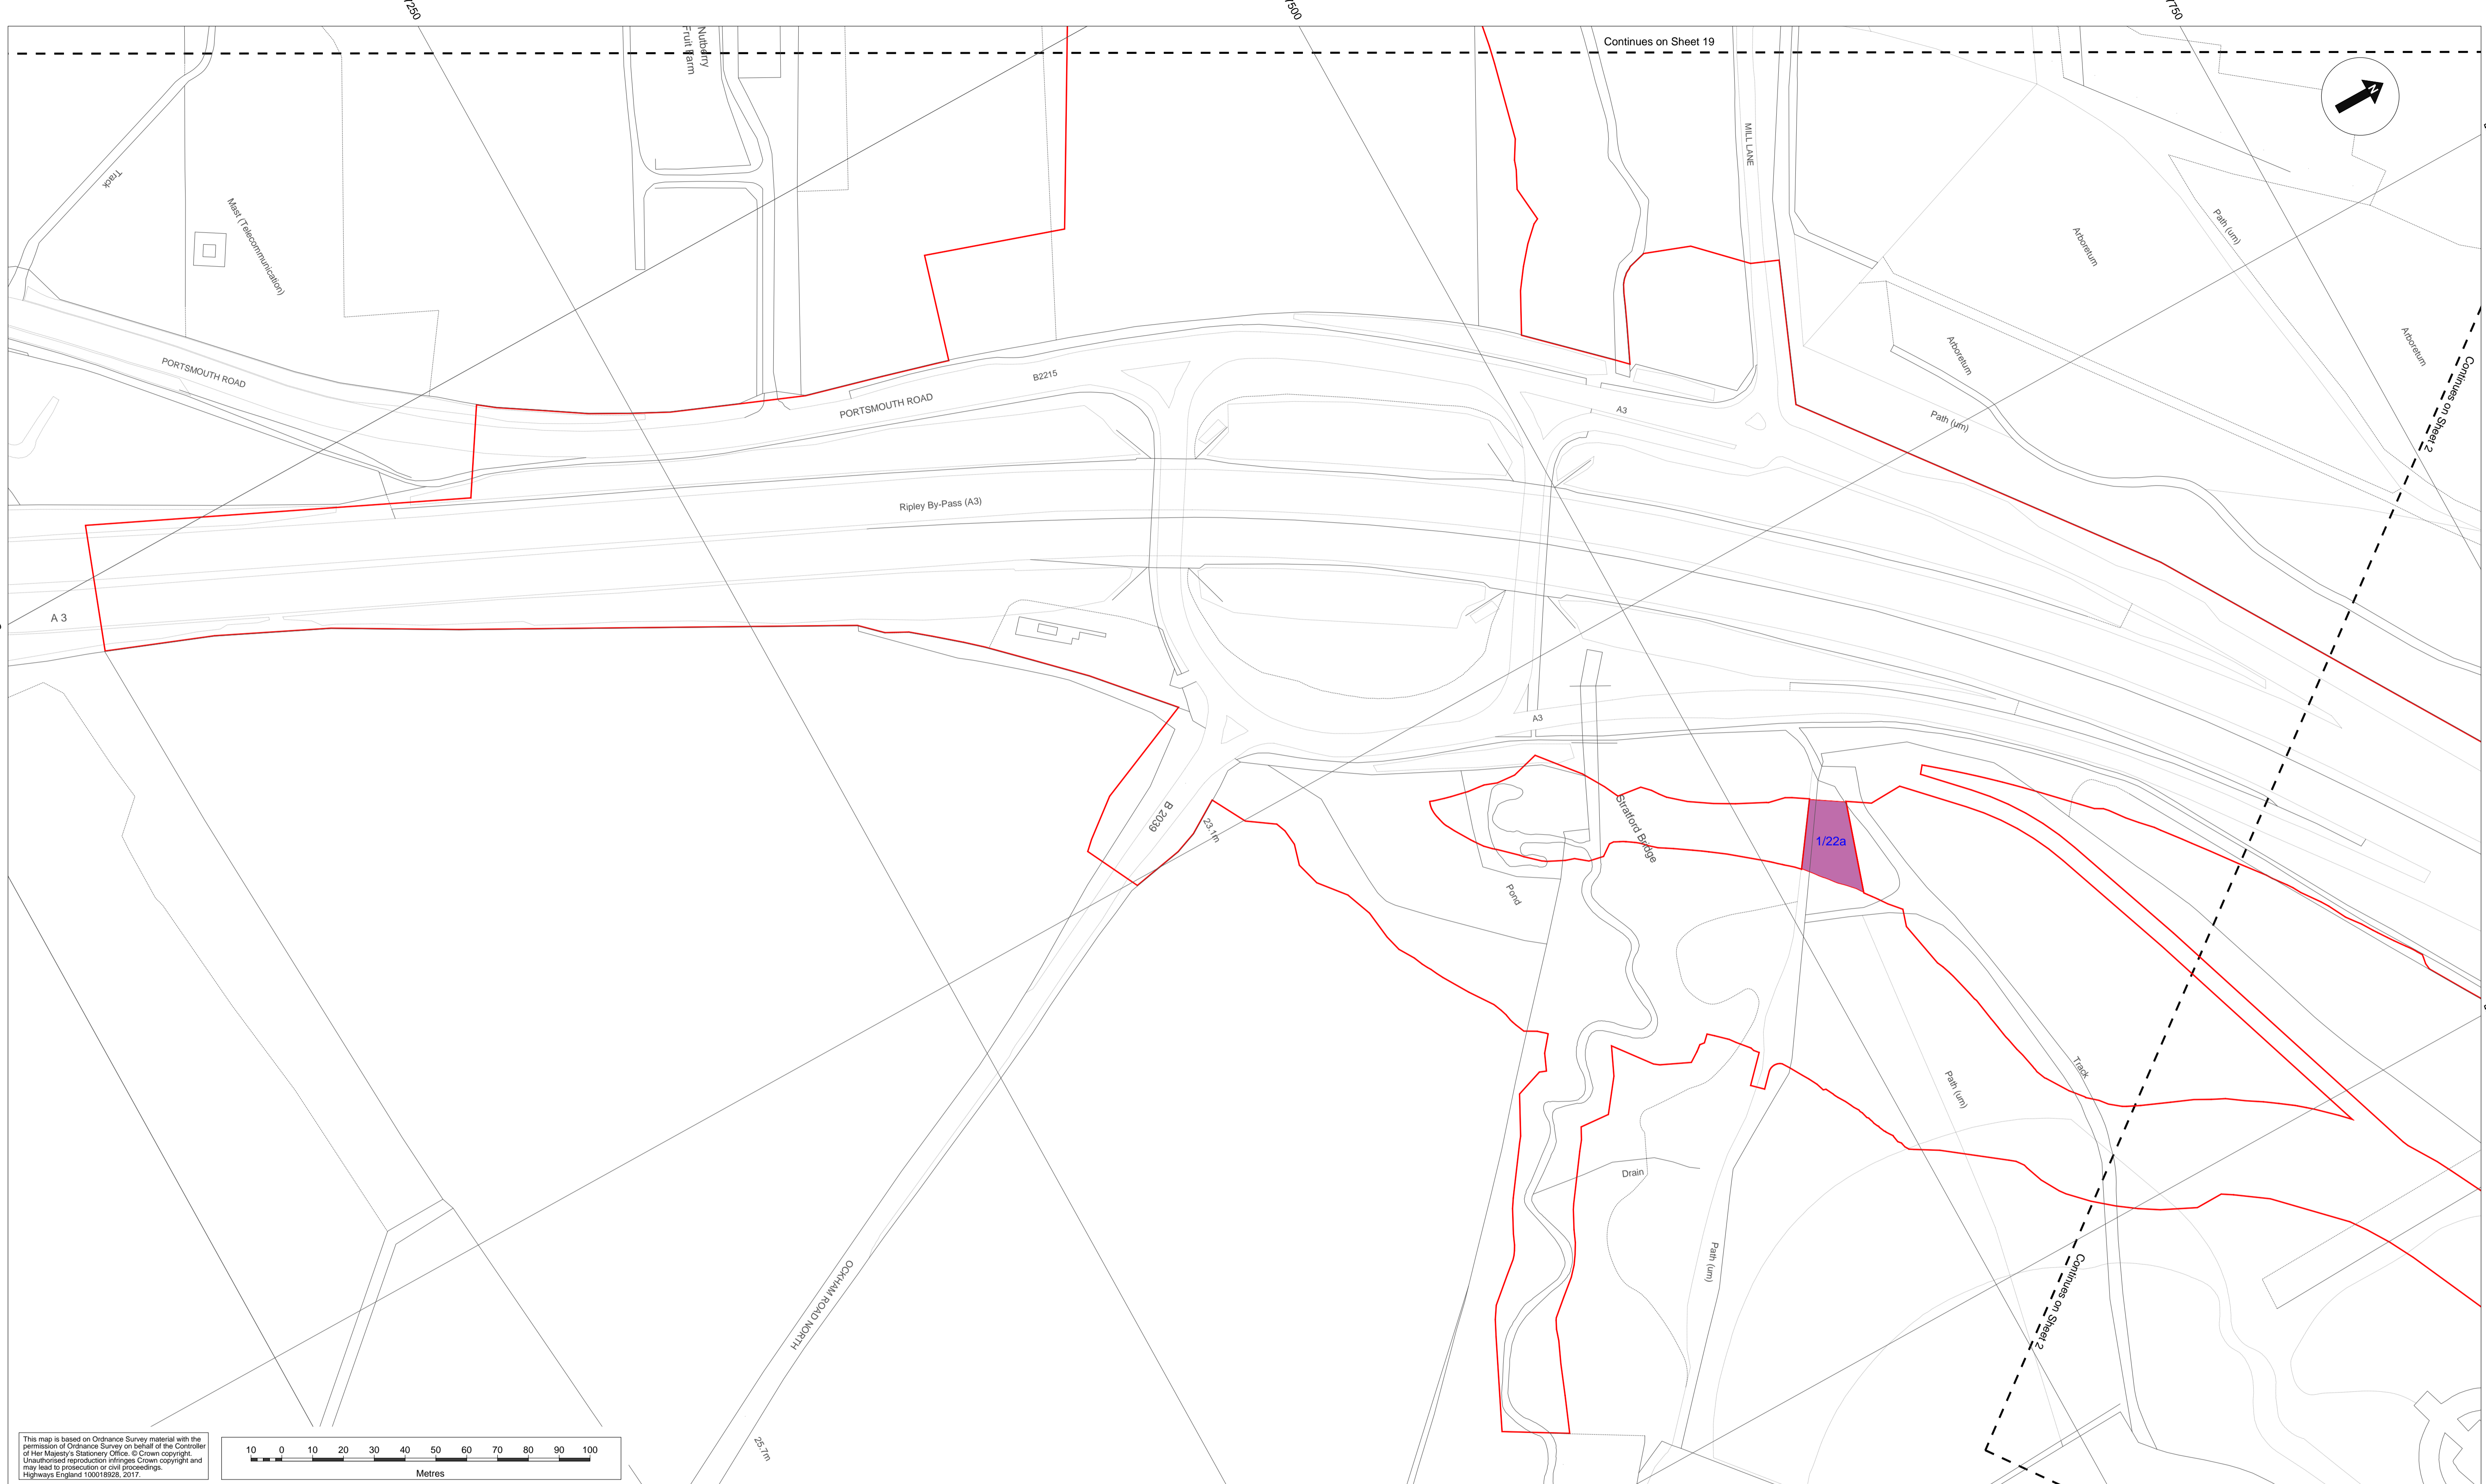 7250
7500
7750
Continues on Sheet 19
N
Nutberry
Fruit Farm
Track
Mast (Telecommunication)
MILL LANE
Path (um)
Arboretum
Arboretum
Arboretum
Continues on Sheet 2
PORTSMOUTH ROAD
B2215
PORTSMOUTH ROAD
A3
Path (um)
Ripley By-Pass (A3)
A 3
A3
B 2039
23.1m
Stratford Bridge
1/22a
Pond
Track
Path (um)
Drain
Path (um)
Continues on Sheet 2
OCKHAM ROAD NORTH
25.7m
This map is based on Ordnance Survey material with the
permission of Ordnance Survey on behalf of the Controller
of Her Majesty's Stationery Office. © Crown copyright.
Unauthorised reproduction infringes Crown copyright and
may lead to prosecution or civil proceedings.
Highways England 100018928, 2017.
10 0 10 20 30 40 50 60 70 80 90 100
Metres